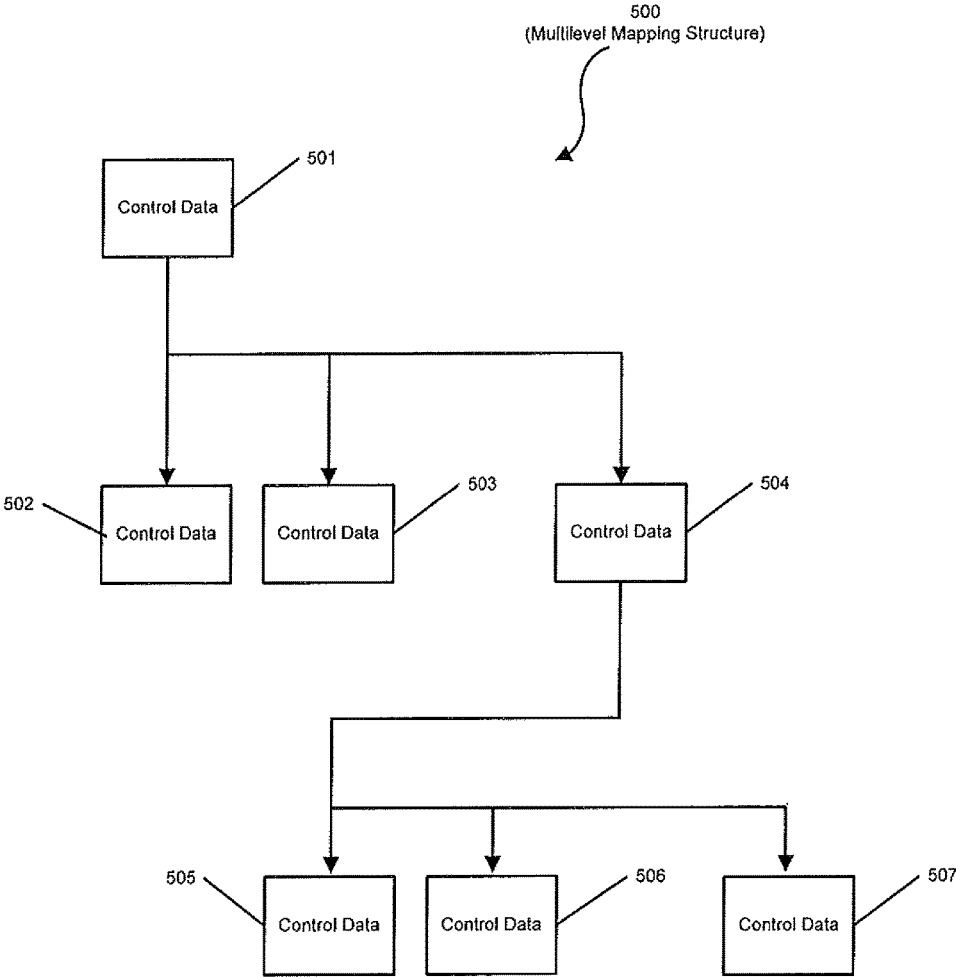 500
(Multilevel Mapping Structure)
501
Control Data
502
Control Data
Control Data
503
Control Data
504
505
Control Data
Control Data
506
Control Data
507